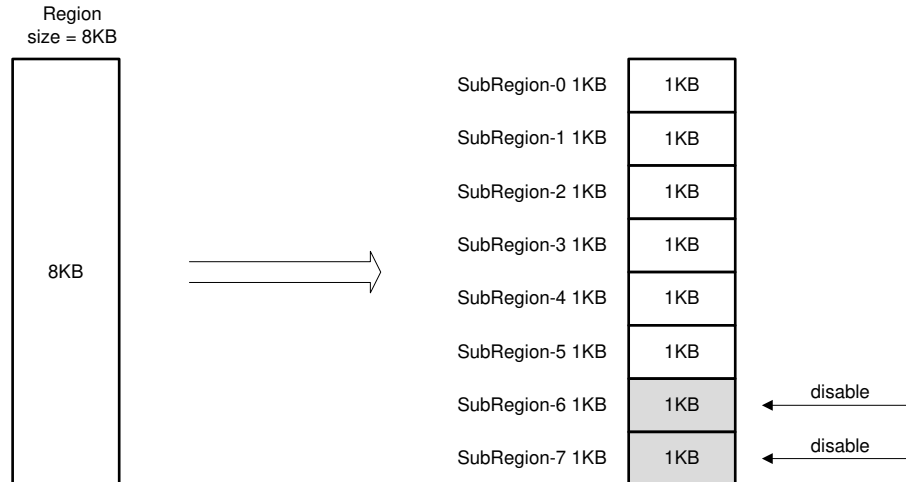 Region
size = 8KB
8KB
SubRegion-0 1KB 1KB
SubRegion-1 1KB 1KB
SubRegion-2 1KB 1KB
SubRegion-3 1KB 1KB
SubRegion-4 1KB 1KB
SubRegion-5 1KB 1KB
SubRegion-6 1KB 1KB disable
SubRegion-7 1KB 1KB disable